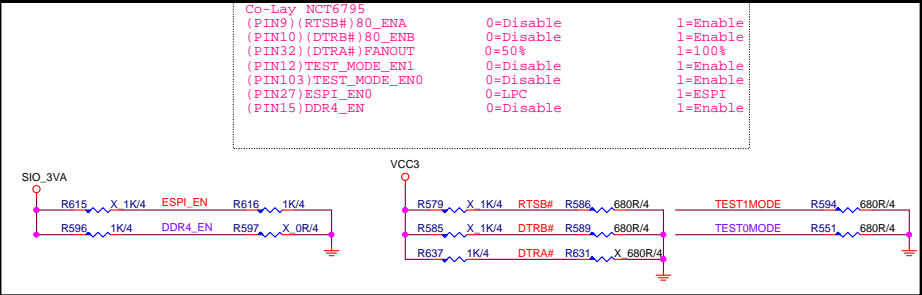 Co-Lay NCT6795
(PIN9)(RTSB#)80_ENA 0=Disable 1=Enable
(PIN10)(DTRB#)80_ENB 0=Disable 1=Enable
(PIN32)(DTRA#)FANOUT 0=50% 1=100%
(PIN12)TEST_MODE_EN1 0=Disable 1=Enable
(PIN103)TEST_MODE_EN0 0=Disable 1=Enable
(PIN27)ESPI_EN0 0=LPC 1=ESPI
(PIN15)DDR4_EN 0=Disable 1=Enable
SIO_3VA VCC3
R615 X_1K/4 ESPI_EN R616 1K/4 R579 X_1K/4 RTSB# R586 680R/4 TEST1MODE R594 680R/4
R596 1K/4 DDR4_EN R597 X_0R/4 R585 X_1K/4 DTRB# R589 680R/4 TEST0MODE R551 680R/4
R637 1K/4 DTRA# R631 X_680R/4